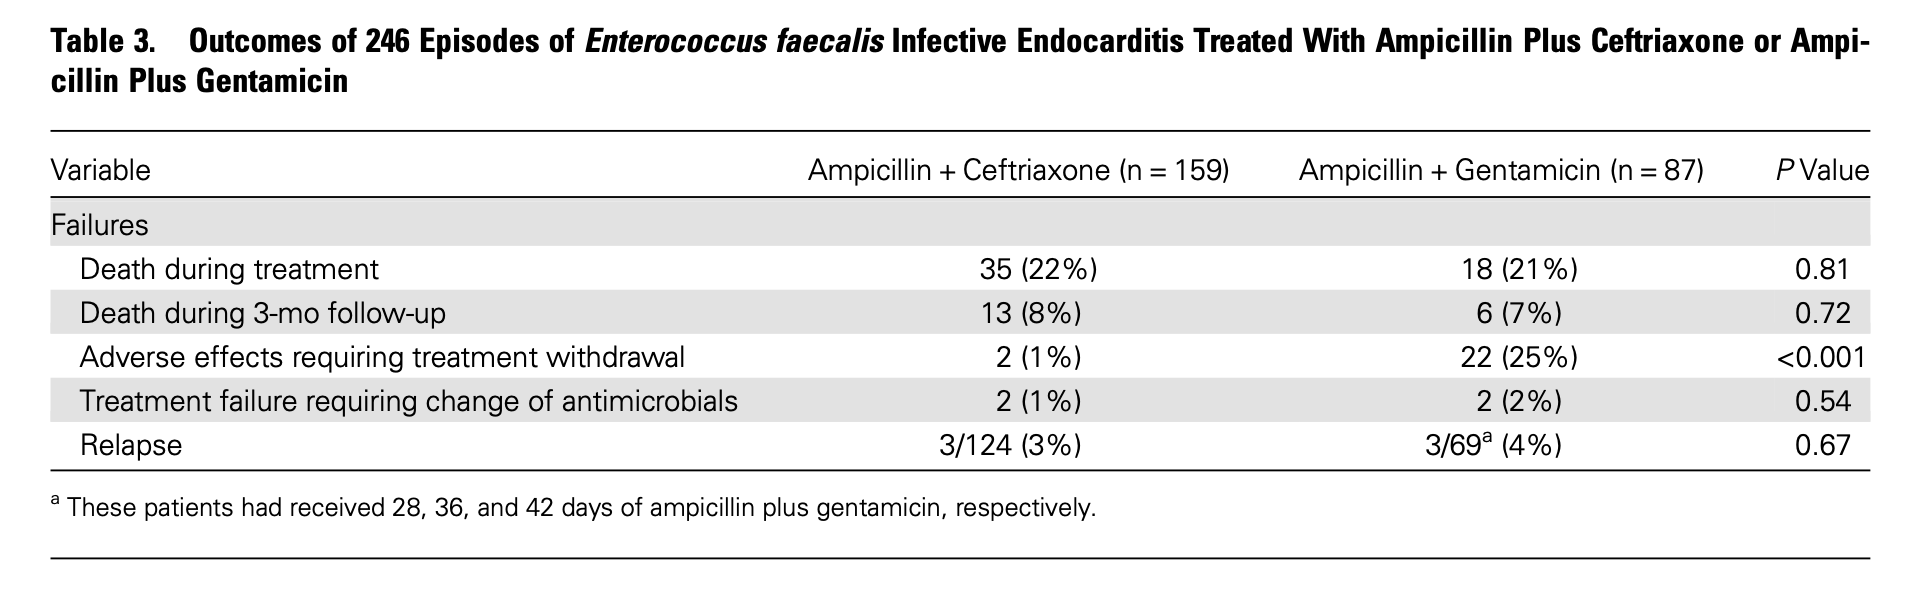 Table 3. Outcomes of 246 Episodes of Enterococcus faecalis Infective Endocarditis Treated With Ampicillin Plus Ceftriaxone or Ampi-
cillin Plus Gentamicin
Variable Ampicillin + Ceftriaxone (n = 159) Ampicillin + Gentamicin (n = 87) P Value
Failures
Death during treatment 35 (22%) 18 (21%) 0.81
Death during 3-mo follow-up 13 (8%) 6 (7%) 0.72
Adverse effects requiring treatment withdrawal 2 (1%) 22 (25%) <0.001
Treatment failure requiring change of antimicrobials 2 (1%) 2 (2%) 0.54
Relapse 3/124 (3%) 3/69ᵃ (4%) 0.67
ᵃ These patients had received 28, 36, and 42 days of ampicillin plus gentamicin, respectively.